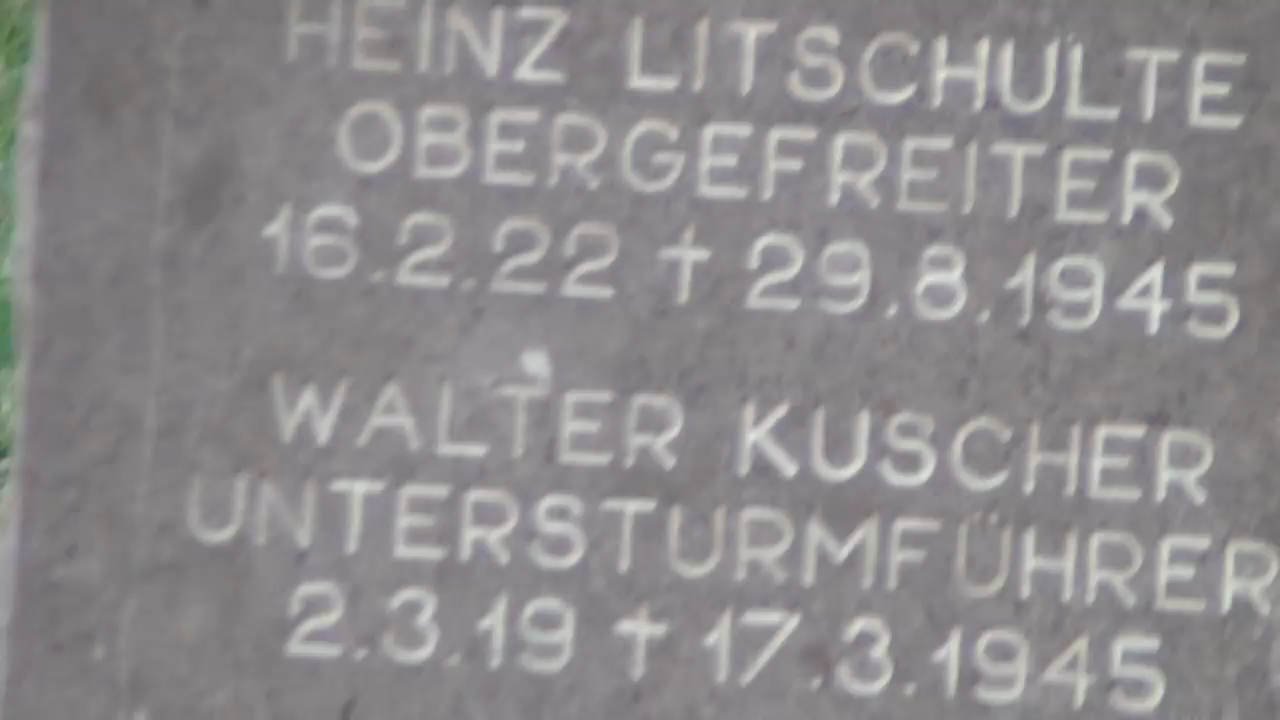 HEINZ LITSCHULTE
OBERGEFREITER
16.2.22 † 29.8.1945
WALTER KUSCHER
UNTERSTURMFÜHRER
2.3.19 † 17.3.1945